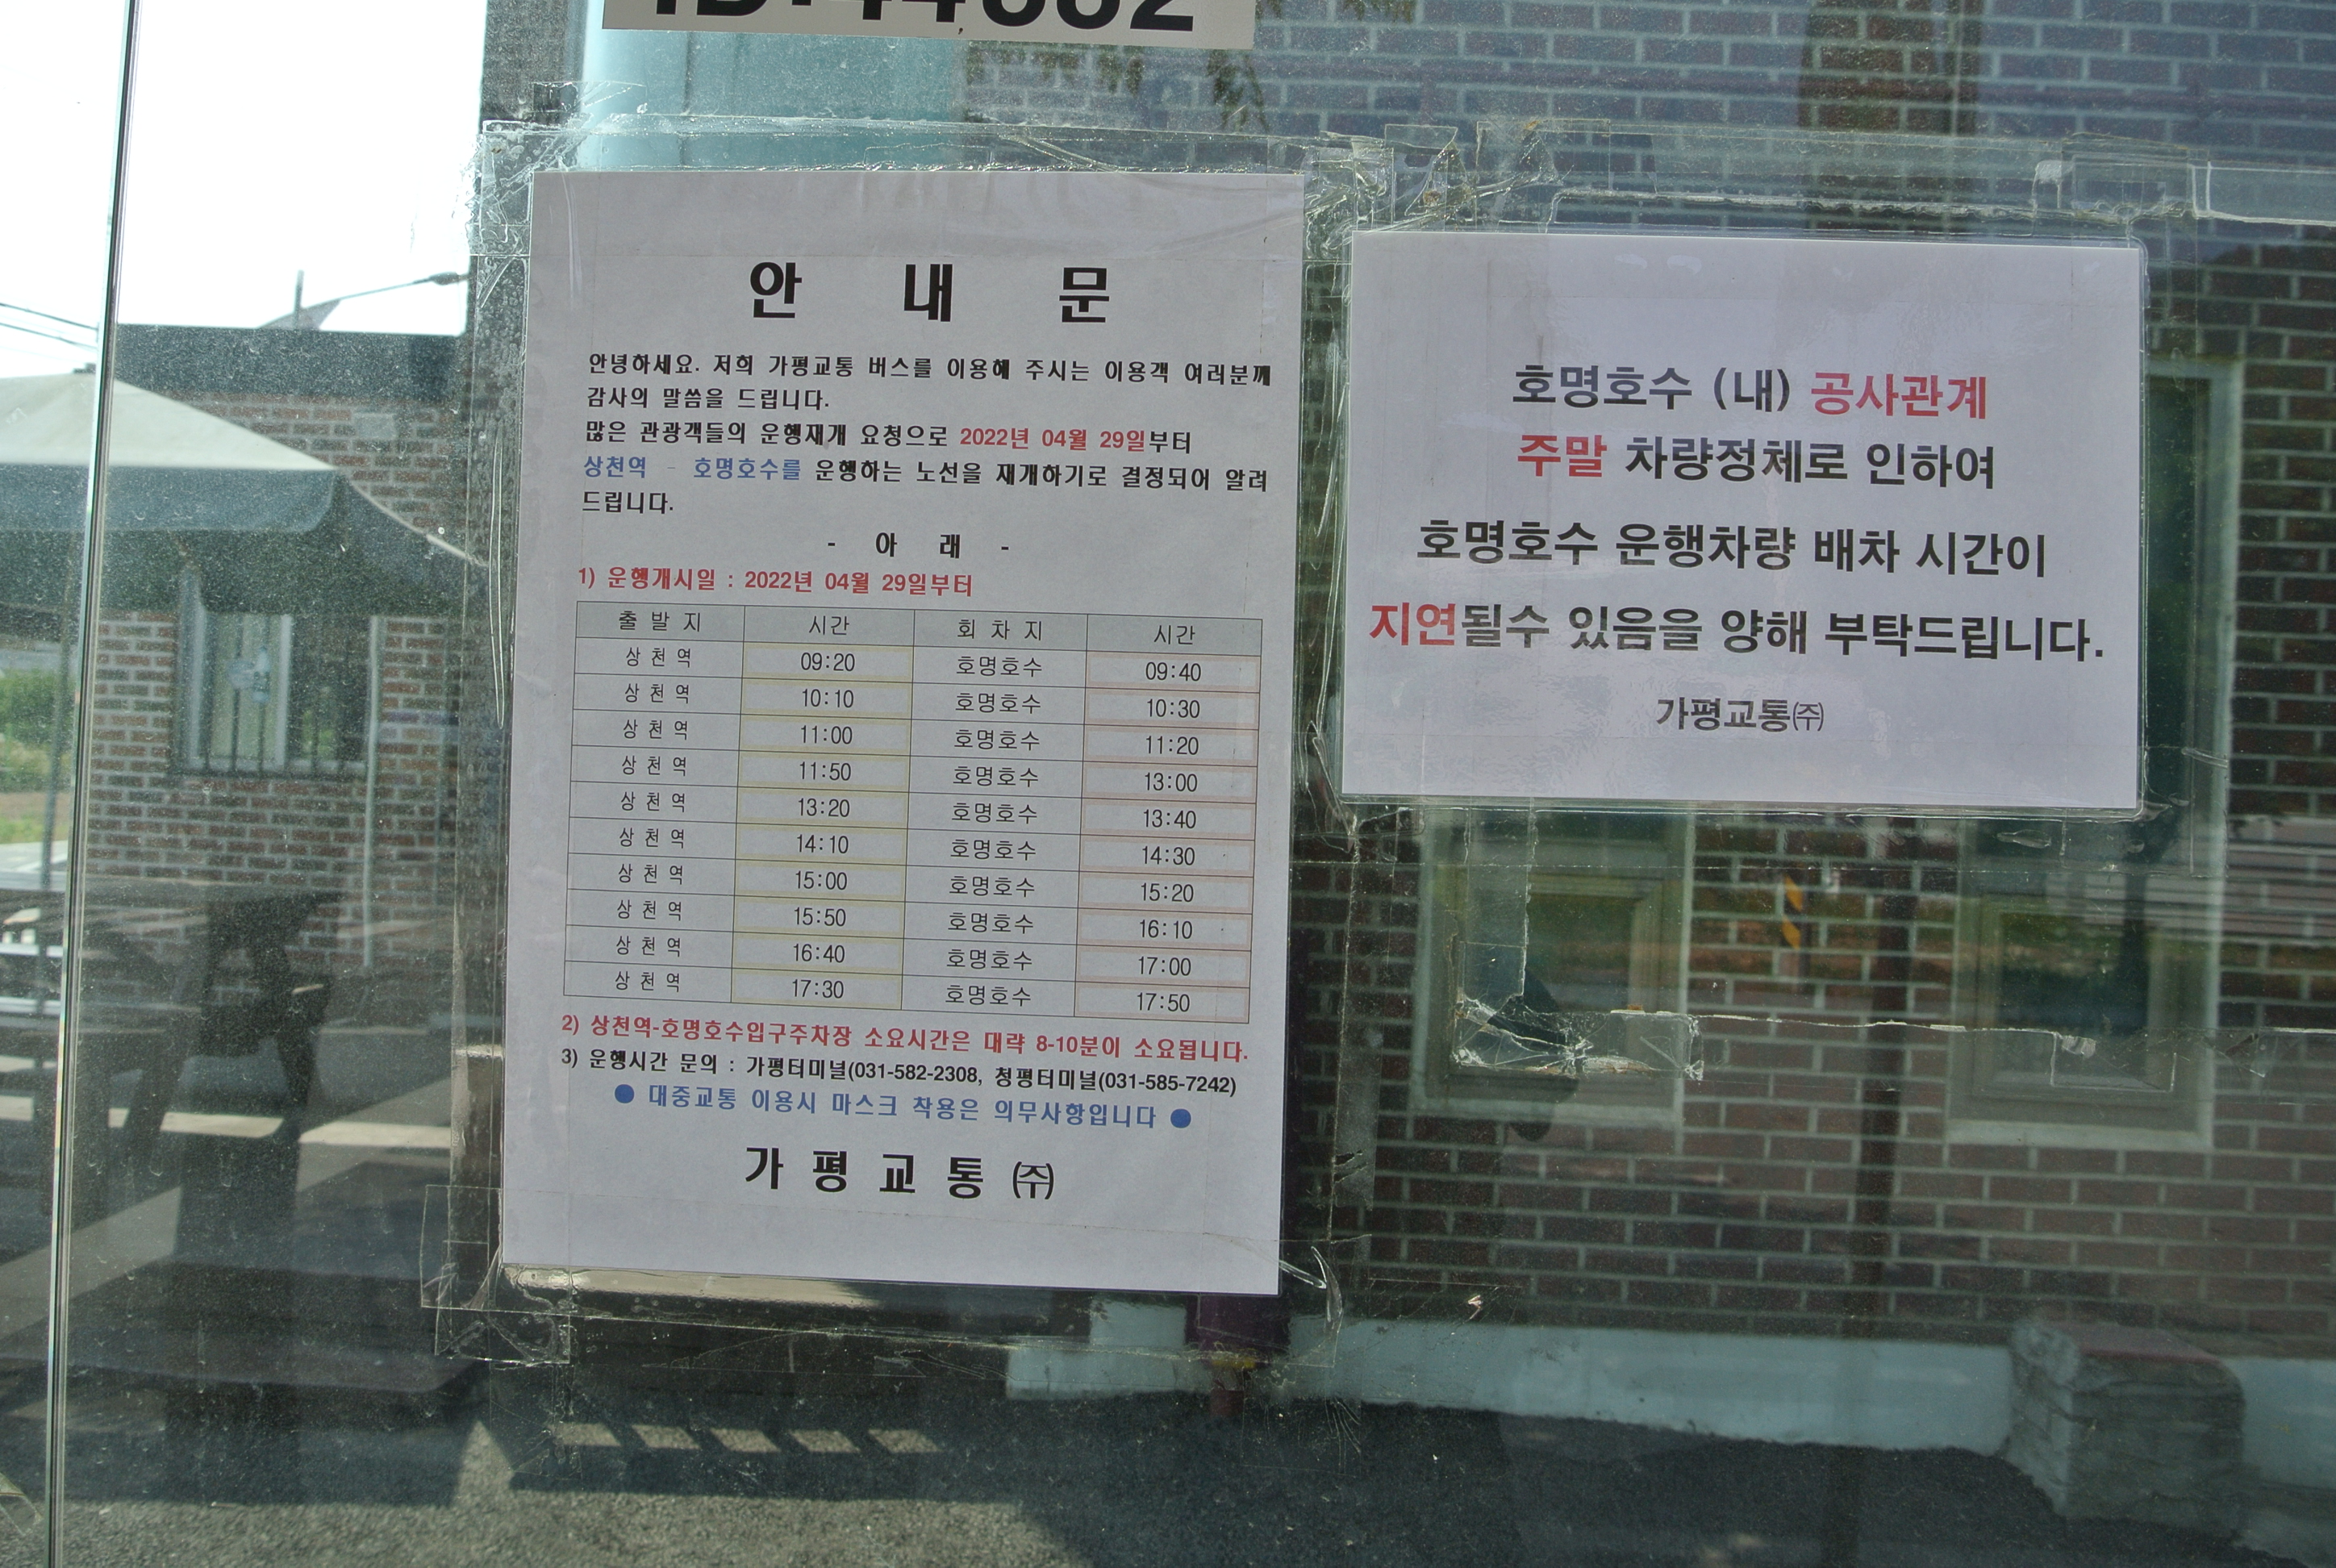 안 내 문
안녕하세요. 저희 가평교통 버스를 이용해 주시는 이용객 여러분께
감사의 말씀을 드립니다.
많은 관광객들의 운행재개 요청으로 2022년 04월 29일부터
상천역 - 호명호수를 운행하는 노선을 재개하기로 결정되어 알려
드립니다.
- 아 래 -
1) 운행개시일 : 2022년 04월 29일부터
출 발 지 시간 회 차 지 시간
상 천 역 09:20 호명호수 09:40
상 천 역 10:10 호명호수 10:30
상 천 역 11:00 호명호수 11:20
상 천 역 11:50 호명호수 13:00
상 천 역 13:20 호명호수 13:40
상 천 역 14:10 호명호수 14:30
상 천 역 15:00 호명호수 15:20
상 천 역 15:50 호명호수 16:10
상 천 역 16:40 호명호수 17:00
상 천 역 17:30 호명호수 17:50
2) 상천역-호명호수입구주차장 소요시간은 대략 8-10분이 소요됩니다.
3) 운행시간 문의 : 가평터미널(031-582-2308, 청평터미널(031-585-7242)
● 대중교통 이용시 마스크 착용은 의무사항입니다 ●
가 평 교 통 ㈜
호명호수 (내) 공사관계
주말 차량정체로 인하여
호명호수 운행차량 배차 시간이
지연될수 있음을 양해 부탁드립니다.
가평교통㈜